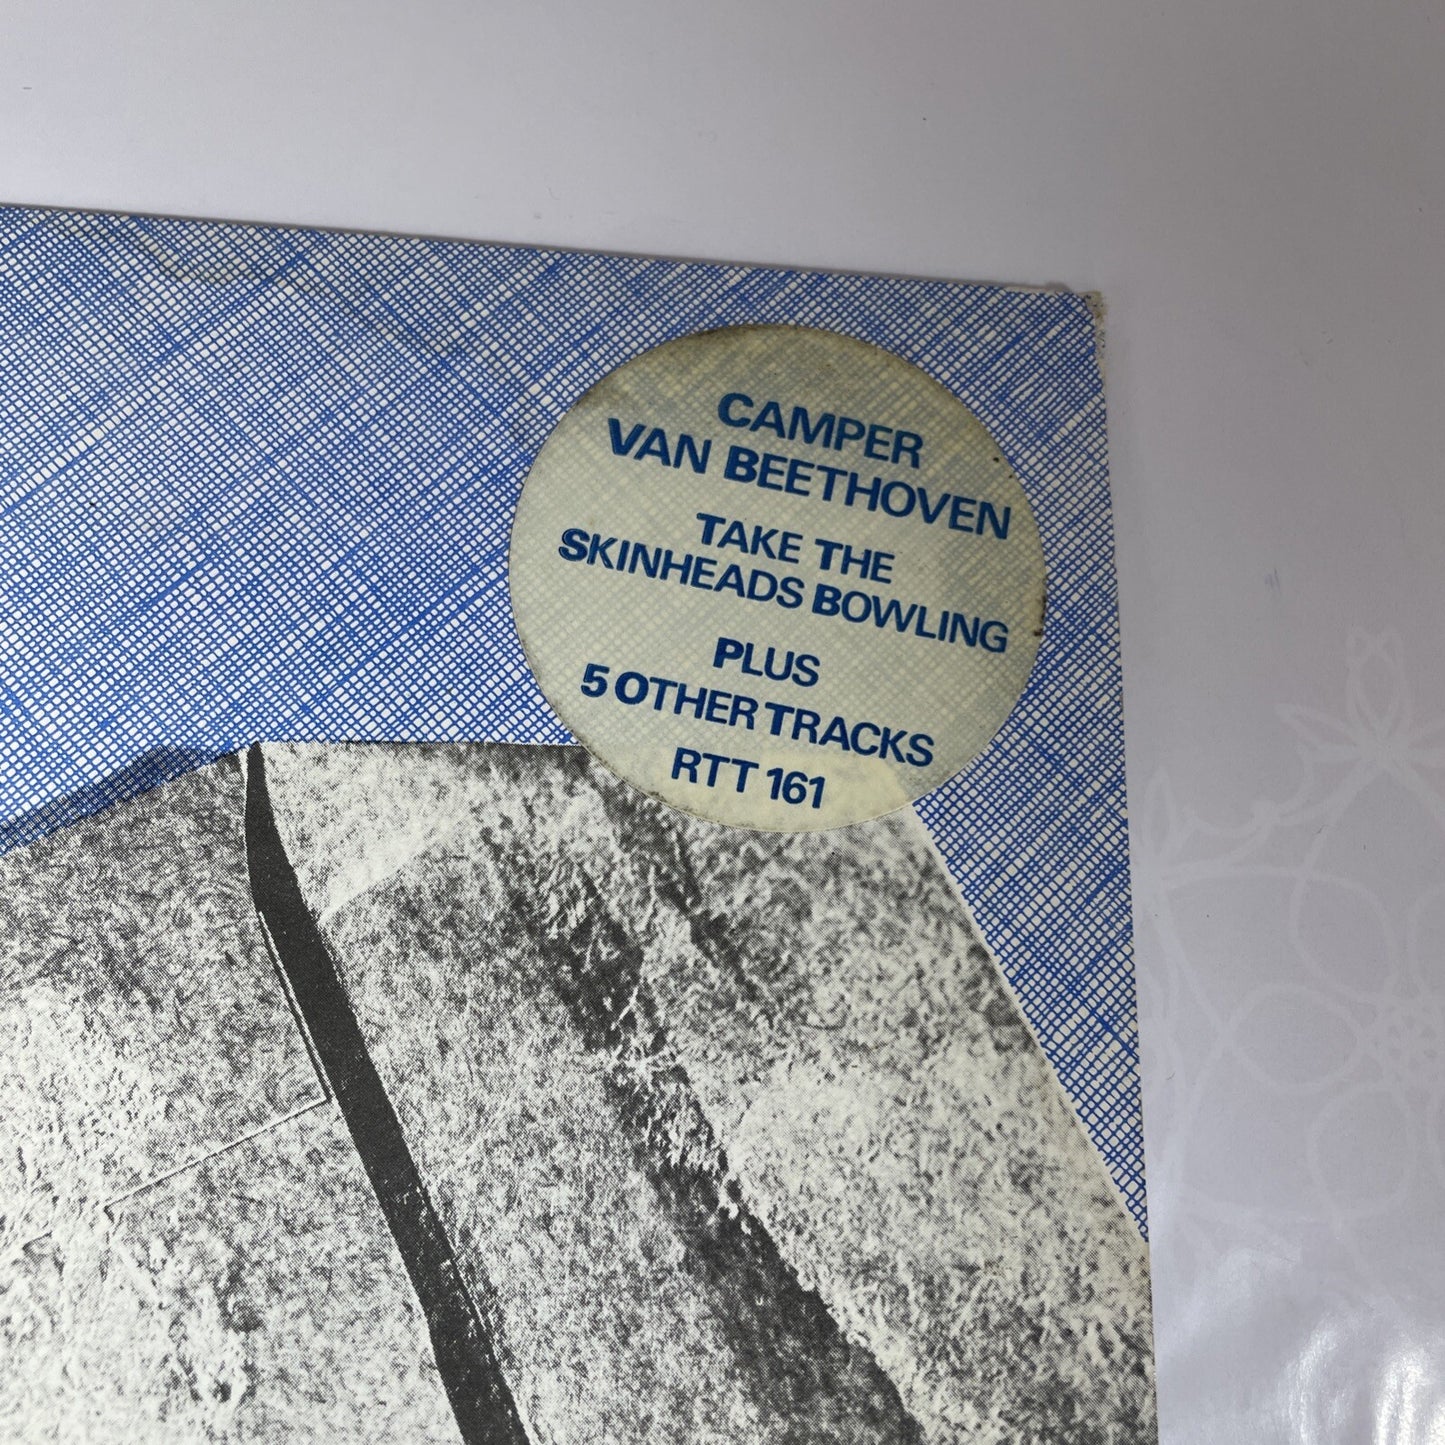 CAMPER
VAN BEETHOVEN
TAKE THE
SKINHEADS BOWLING
PLUS
5 OTHER TRACKS
RTT 161